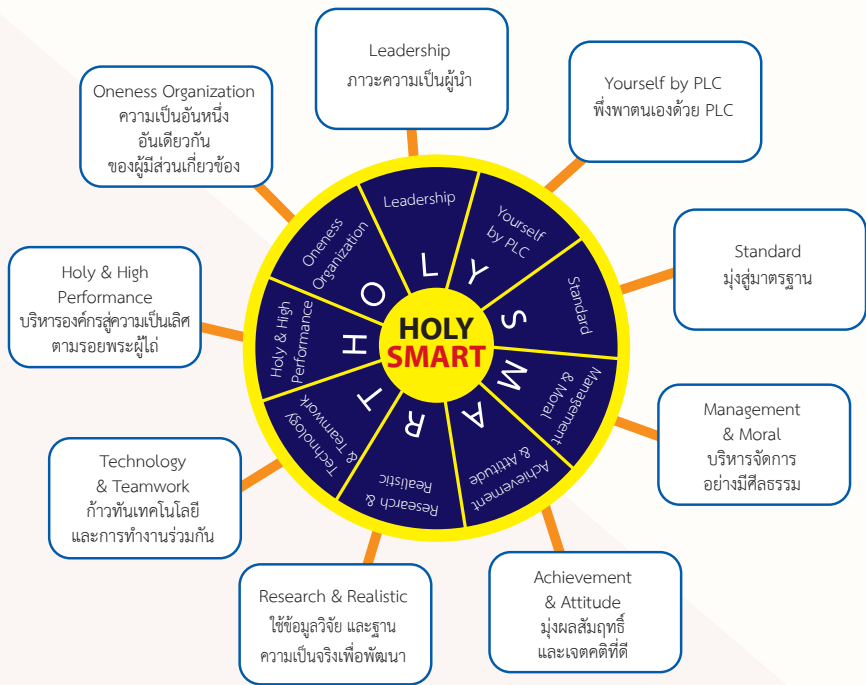 Leadership
ภาวะความเป็นผู้นำ
Yourself by PLC
พึ่งพาตนเองด้วย PLC
Oneness Organization
ความเป็นอันหนึ่ง
อันเดียวกัน
ของผู้มีส่วนเกี่ยวข้อง
Standard
มุ่งสู่มาตรฐาน
Holy & High
Performance
บริหารองค์กรสู่ความเป็นเลิศ
ตามรอยพระผู้ไถ่
Management
& Moral
บริหารจัดการ
อย่างมีศีลธรรม
Technology
& Teamwork
ก้าวทันเทคโนโลยี
และการทำงานร่วมกัน
Achievement
& Attitude
มุ่งผลสัมฤทธิ์
และเจตคติที่ดี
Research & Realistic
ใช้ข้อมูลวิจัย และฐาน
ความเป็นจริงเพื่อพัฒนา
HOLY
SMART
H
Holy & High
Performance
O
Oneness
Organization
L
Leadership
Y
Yourself
by PLC
S
Standard
M
Management
& Moral
A
Achievement
& Attitude
R
Research &
Realistic
T
Technology
& Teamwork